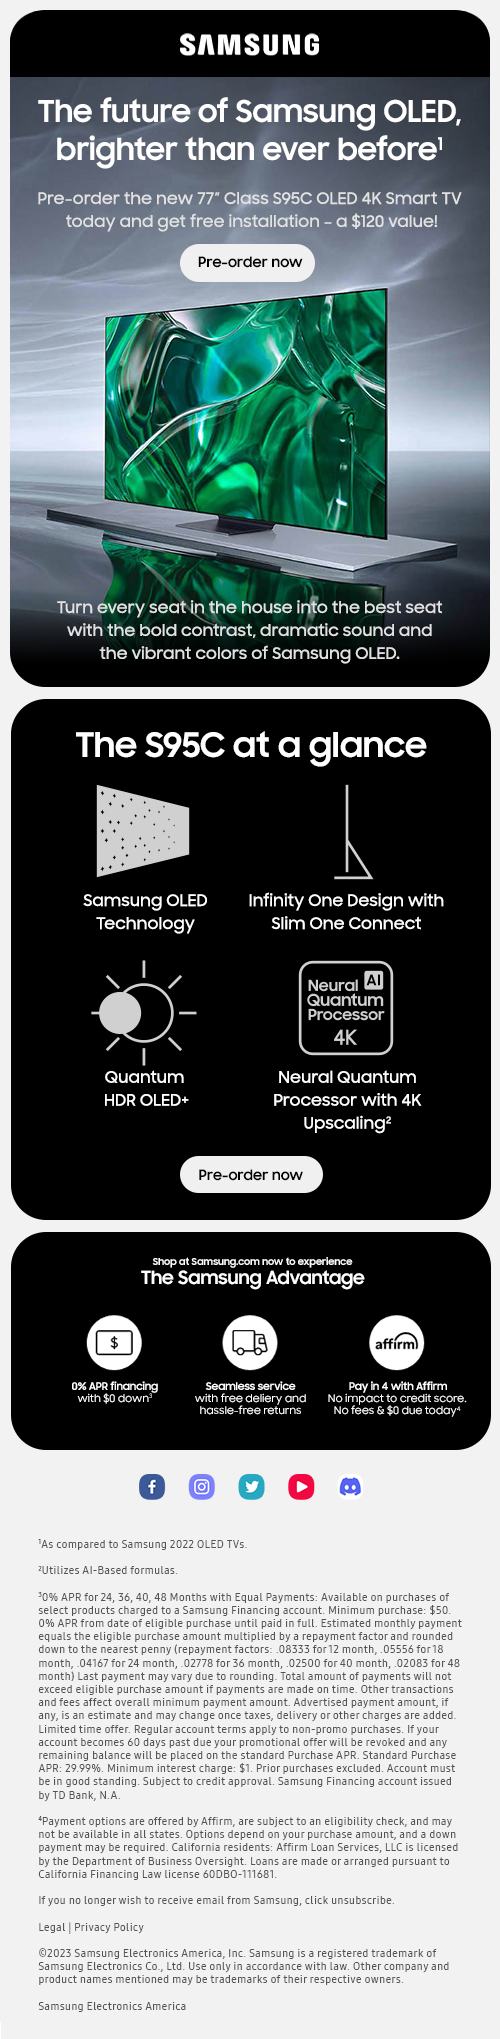 SAMSUNG
The future of Samsung OLED,
brighter than ever before¹
Pre-order the new 77” Class S95C OLED 4K Smart TV
today and get free installation – a $120 value!
Pre-order now
Turn every seat in the house into the best seat
with the bold contrast, dramatic sound and
the vibrant colors of Samsung OLED.
The S95C at a glance
Samsung OLED
Technology
Infinity One Design with
Slim One Connect
Neural AI
Quantum
Processor
4K
Quantum
HDR OLED+
Neural Quantum
Processor with 4K
Upscaling²
Pre-order now
Shop at Samsung.com now to experience
The Samsung Advantage
$
affirm
0% APR financing
with $0 down³
Seamless service
with free deliery and
hassle-free returns
Pay in 4 with Affirm
No impact to credit score.
No fees & $0 due today⁴
¹As compared to Samsung 2022 OLED TVs.
²Utilizes AI-Based formulas.
³0% APR for 24, 36, 40, 48 Months with Equal Payments: Available on purchases of
select products charged to a Samsung Financing account. Minimum purchase: $50.
0% APR from date of eligible purchase until paid in full. Estimated monthly payment
equals the eligible purchase amount multiplied by a repayment factor and rounded
down to the nearest penny (repayment factors: .08333 for 12 month, .05556 for 18
month, .04167 for 24 month, .02778 for 36 month, .02500 for 40 month, .02083 for 48
month) Last payment may vary due to rounding. Total amount of payments will not
exceed eligible purchase amount if payments are made on time. Other transactions
and fees affect overall minimum payment amount. Advertised payment amount, if
any, is an estimate and may change once taxes, delivery or other charges are added.
Limited time offer. Regular account terms apply to non-promo purchases. If your
account becomes 60 days past due your promotional offer will be revoked and any
remaining balance will be placed on the standard Purchase APR. Standard Purchase
APR: 29.99%. Minimum interest charge: $1. Prior purchases excluded. Account must
be in good standing. Subject to credit approval. Samsung Financing account issued
by TD Bank, N.A.
⁴Payment options are offered by Affirm, are subject to an eligibility check, and may
not be available in all states. Options depend on your purchase amount, and a down
payment may be required. California residents: Affirm Loan Services, LLC is licensed
by the Department of Business Oversight. Loans are made or arranged pursuant to
California Financing Law license 60DBO-111681.
If you no longer wish to receive email from Samsung, click unsubscribe.
Legal | Privacy Policy
©2023 Samsung Electronics America, Inc. Samsung is a registered trademark of
Samsung Electronics Co., Ltd. Use only in accordance with law. Other company and
product names mentioned may be trademarks of their respective owners.
Samsung Electronics America